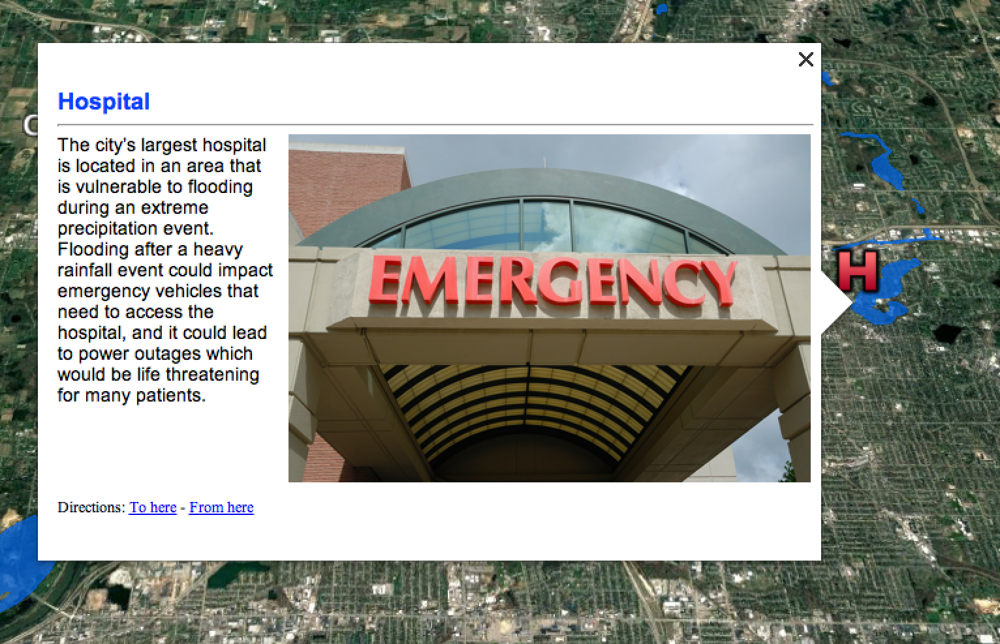 Hospital
The city's largest hospital
is located in an area that
is vulnerable to flooding
during an extreme
precipitation event.
Flooding after a heavy
rainfall event could impact
emergency vehicles that
need to access the
hospital, and it could lead
to power outages which
would be life threatening
for many patients.
EMERGENCY
H
Directions: To here - From here